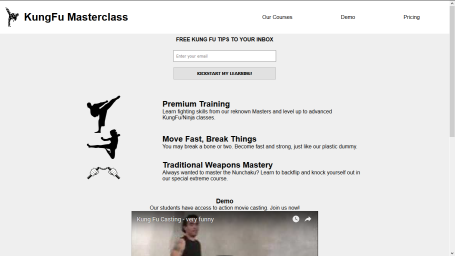 KungFu Masterclass
Our Courses
Demo
Pricing
FREE KUNG FU TIPS TO YOUR INBOX
Enter your email
KICKSTART MY LEARNING!
Premium Training
Learn fighting skills from our reknown Masters and level up to advanced
KungFu/Ninja classes.
Move Fast, Break Things
You may break a bone or two. Become fast and strong, just like our plastic dummy.
Traditional Weapons Mastery
Always wanted to master the Nunchaku? Learn to backflip and knock yourself out in
our special extreme course.
Demo
Our students have access to action movie casting. Join us now!
Kung Fu Casting - very funny